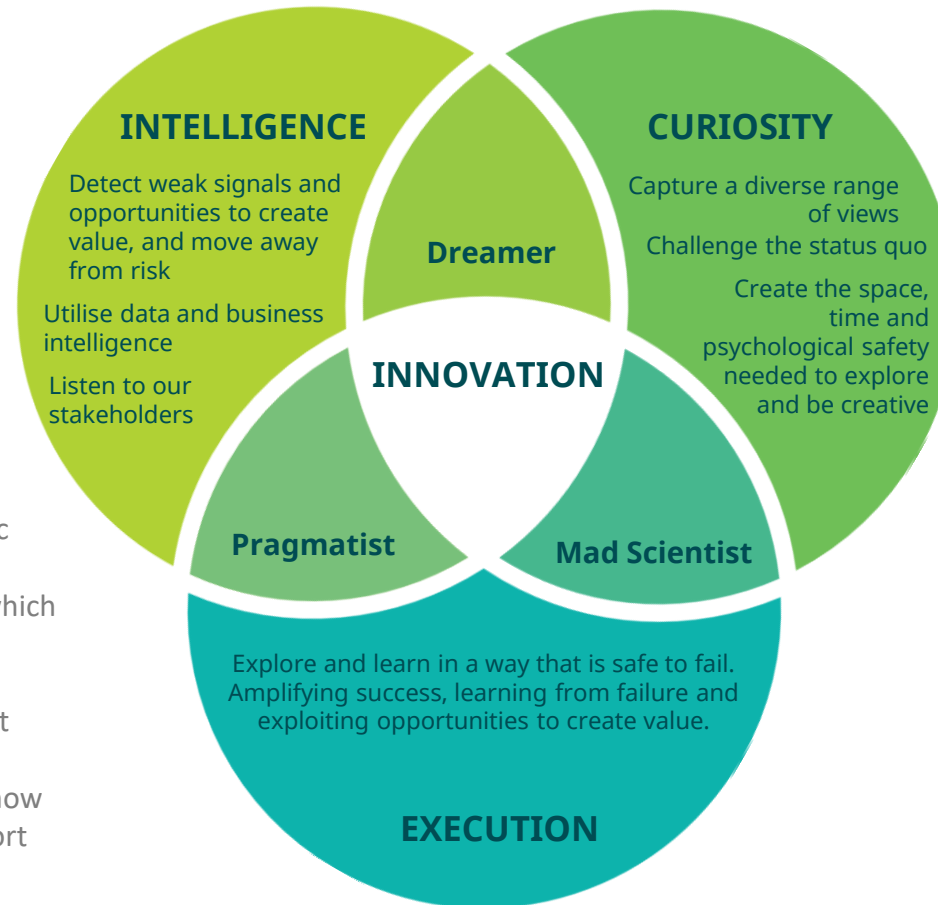 INTELLIGENCE
Detect weak signals and
opportunities to create
value, and move away
from risk
Utilise data and business
intelligence
Listen to our
stakeholders
CURIOSITY
Capture a diverse range
of views
Challenge the status quo
Create the space,
time and
psychological safety
needed to explore
and be creative
Dreamer
INNOVATION
Pragmatist
Mad Scientist
Explore and learn in a way that is safe to fail.
Amplifying success, learning from failure and
exploiting opportunities to create value.
EXECUTION